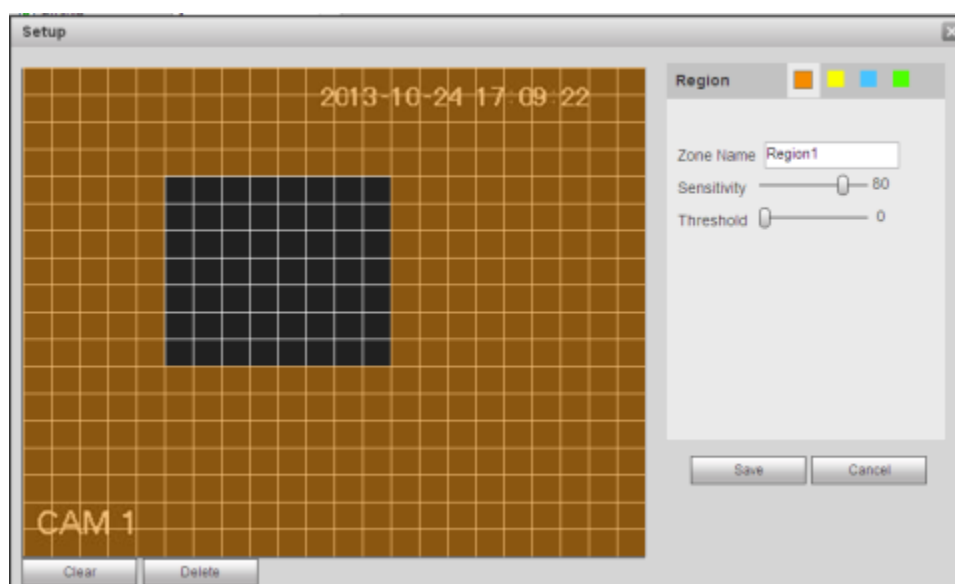 Setup
2013-10-24 17:09:22
Region
Zone Name Region1
Sensitivity 80
Threshold 0
Save Cancel
CAM 1
Clear Delete